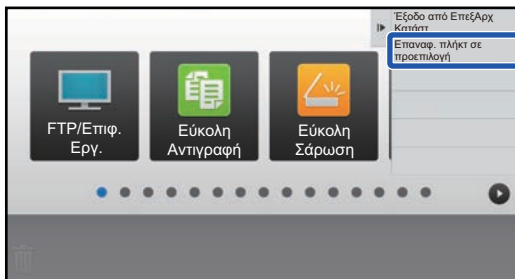 Έξοδο από ΕπεξΑρχ
Κατάστ
Επαναφ. πλήκτ σε
προεπιλογή
FTP/Επιφ.
Εργ.
Εύκολη
Αντιγραφή
Εύκολη
Σάρωση